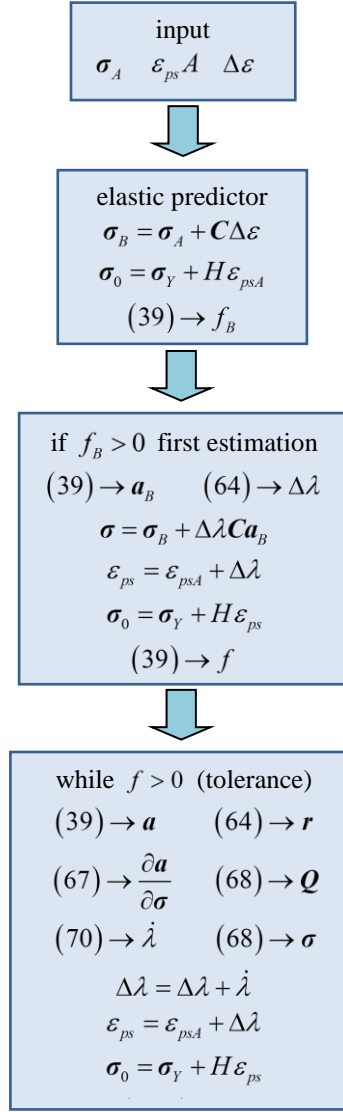 input
𝝈_A ε_ps A Δε
elastic predictor
𝝈_B = 𝝈_A + 𝑪Δε
𝝈_0 = 𝝈_Y + Hε_psA
(39) → f_B
if f_B > 0 first estimation
(39) → 𝒂_B (64) → Δλ
𝝈 = 𝝈_B + Δλ𝑪𝒂_B
ε_ps = ε_psA + Δλ
𝝈_0 = 𝝈_Y + Hε_ps
(39) → f
while f > 0 (tolerance)
(39) → 𝒂 (64) → 𝒓
(67) → ∂𝒂/∂𝝈 (68) → 𝑸
(70) → λ̇ (68) → 𝝈
Δλ = Δλ + λ̇
ε_ps = ε_psA + Δλ
𝝈_0 = 𝝈_Y + Hε_ps